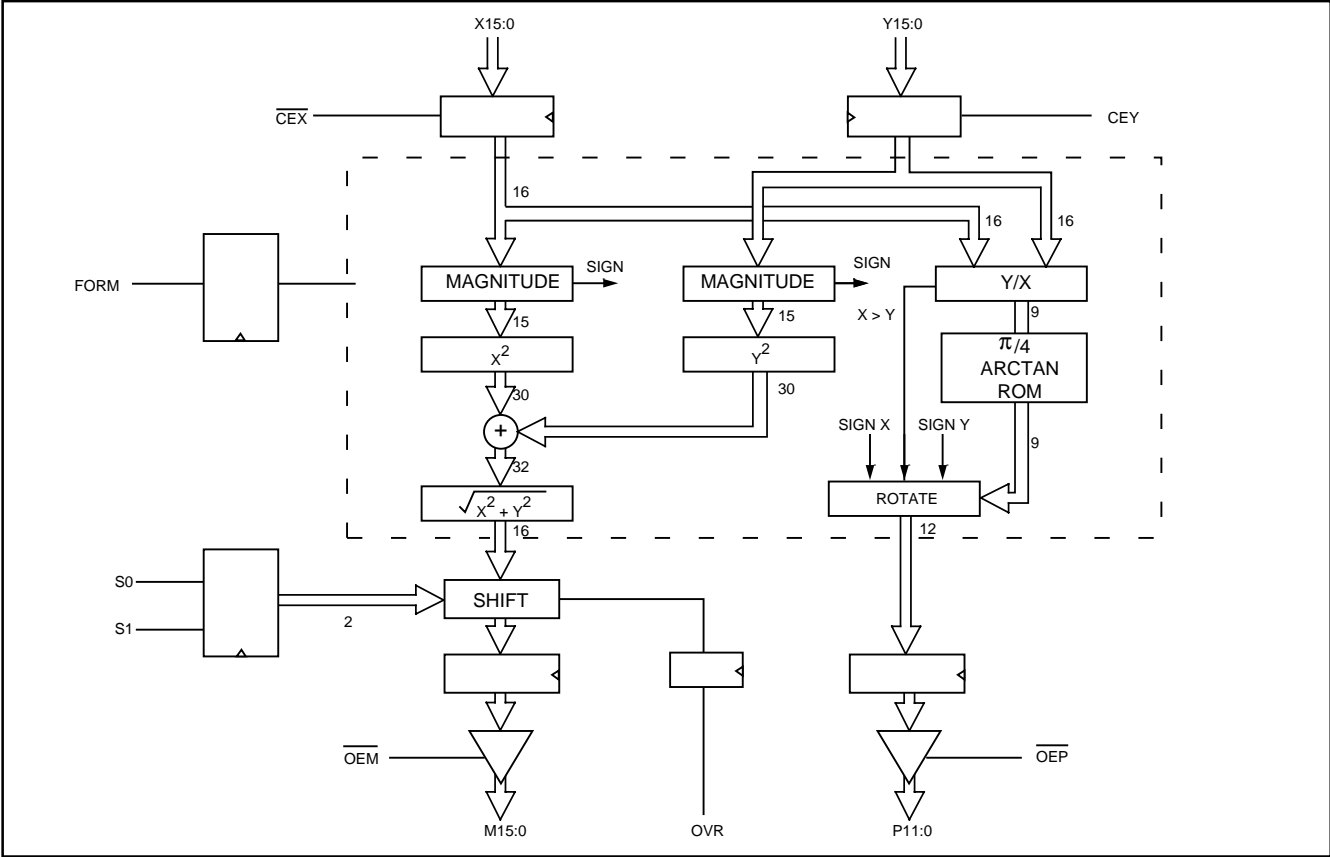 X15:0 Y15:0
CEX CEY
16
16 16
FORM
MAGNITUDE SIGN MAGNITUDE SIGN Y/X
15 15 X > Y 9
X² Y² π/4
ARCTAN
ROM
30 30
+ SIGN X SIGN Y 9
32
√X² + Y² ROTATE
16 12
S0
S1
2
SHIFT
OEM OEP
M15:0 OVR P11:0